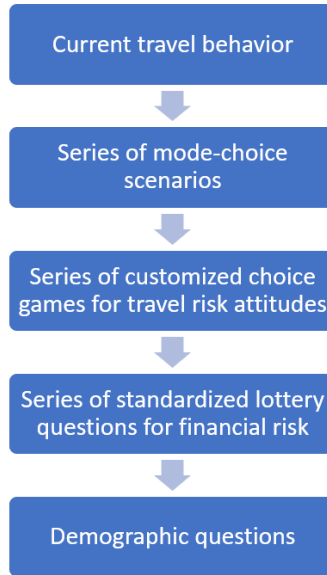 Current travel behavior
Series of mode-choice
scenarios
Series of customized choice
games for travel risk attitudes
Series of standardized lottery
questions for financial risk
Demographic questions